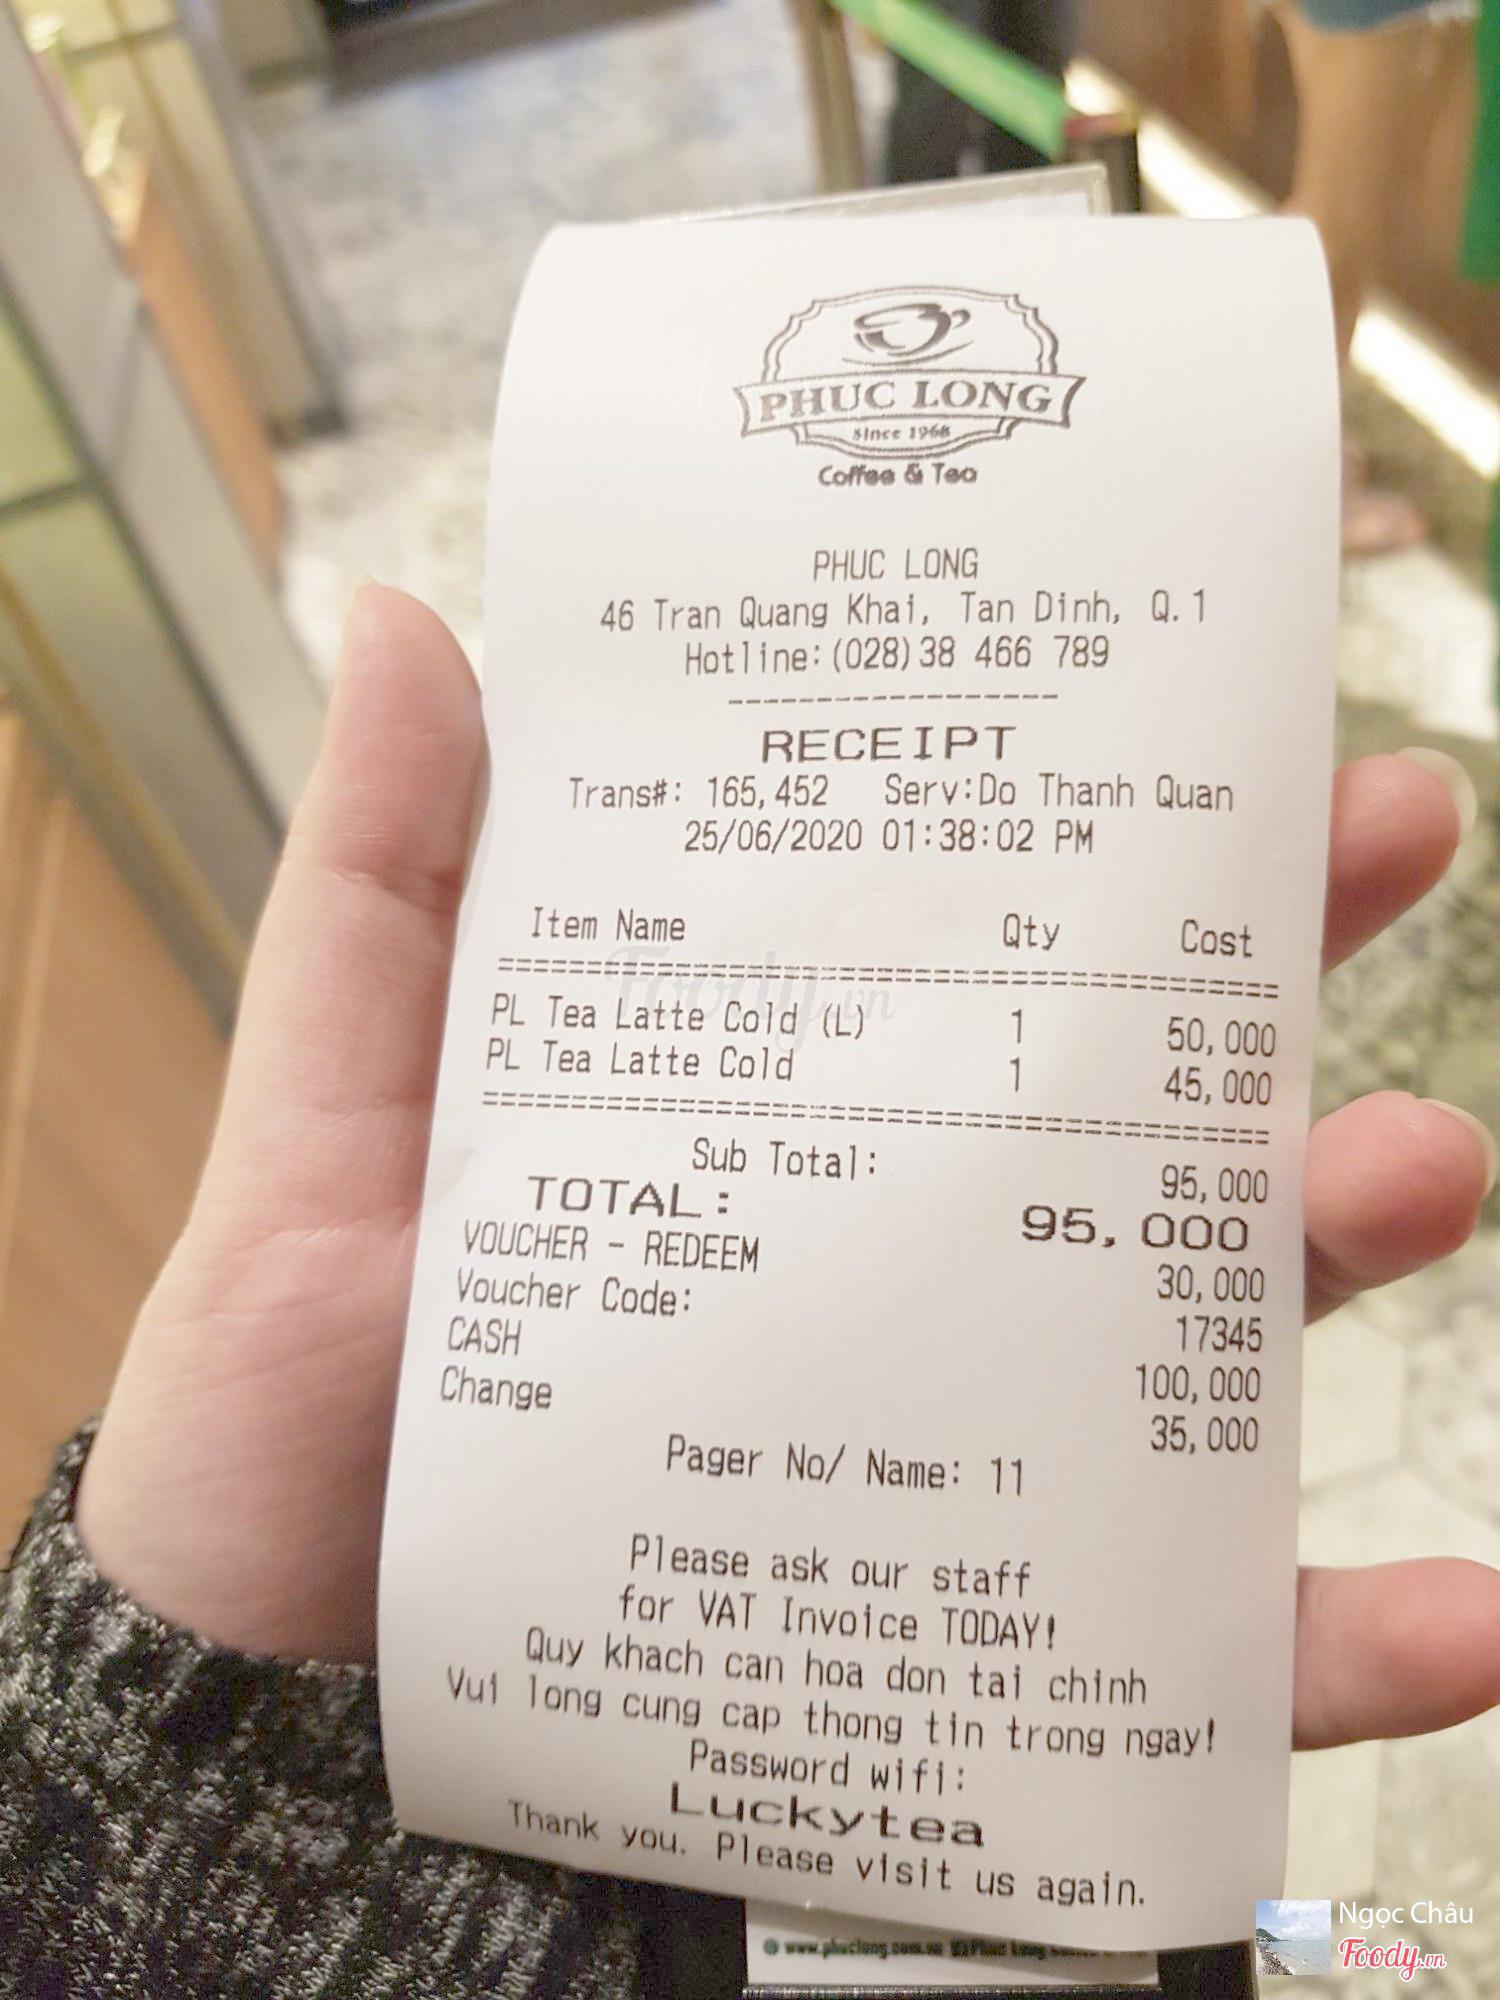 PHUC LONG
Since 1968
Coffee & Tea
PHUC LONG
46 Tran Quang Khai, Tan Dinh, Q.1
Hotline:(028)38 466 789
------------------
RECEIPT
Trans#: 165,452 Serv:Do Thanh Quan
25/06/2020 01:38:02 PM
Item Name Qty Cost
PL Tea Latte Cold (L) 1 50,000
PL Tea Latte Cold 1 45,000
Sub Total: 95,000
TOTAL: 95,000
VOUCHER - REDEEM 30,000
Voucher Code: 17345
CASH 100,000
Change 35,000
Pager No/ Name: 11
Please ask our staff
for VAT Invoice TODAY!
Quy khach can hoa don tai chinh
Vui long cung cap thong tin trong ngay!
Password wifi:
Luckytea
Thank you. Please visit us again.
www.phuclong.com.vn Phuc Long
Foody.vn
Ngọc Châu
Foody.vn